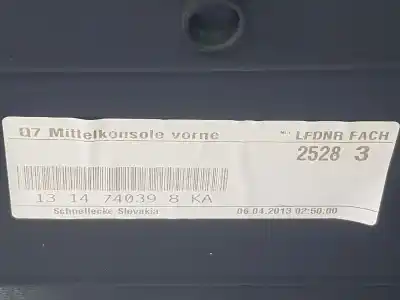 Q7 Mittelkonsole vorne
LFDNR FACH
2528 3
13 14 74039 8 KA
Schnellecke Slovakia
06.04.2013 02:50:00